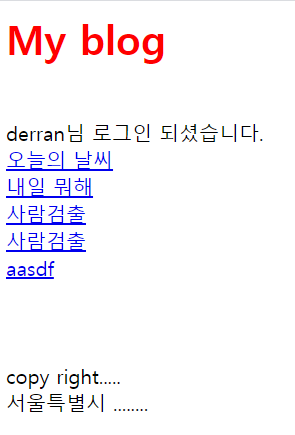 My blog
derran님 로그인 되셨습니다.
오늘의 날씨
내일 뭐해
사람검출
사람검출
aasdf
copy right.....
서울특별시 ........